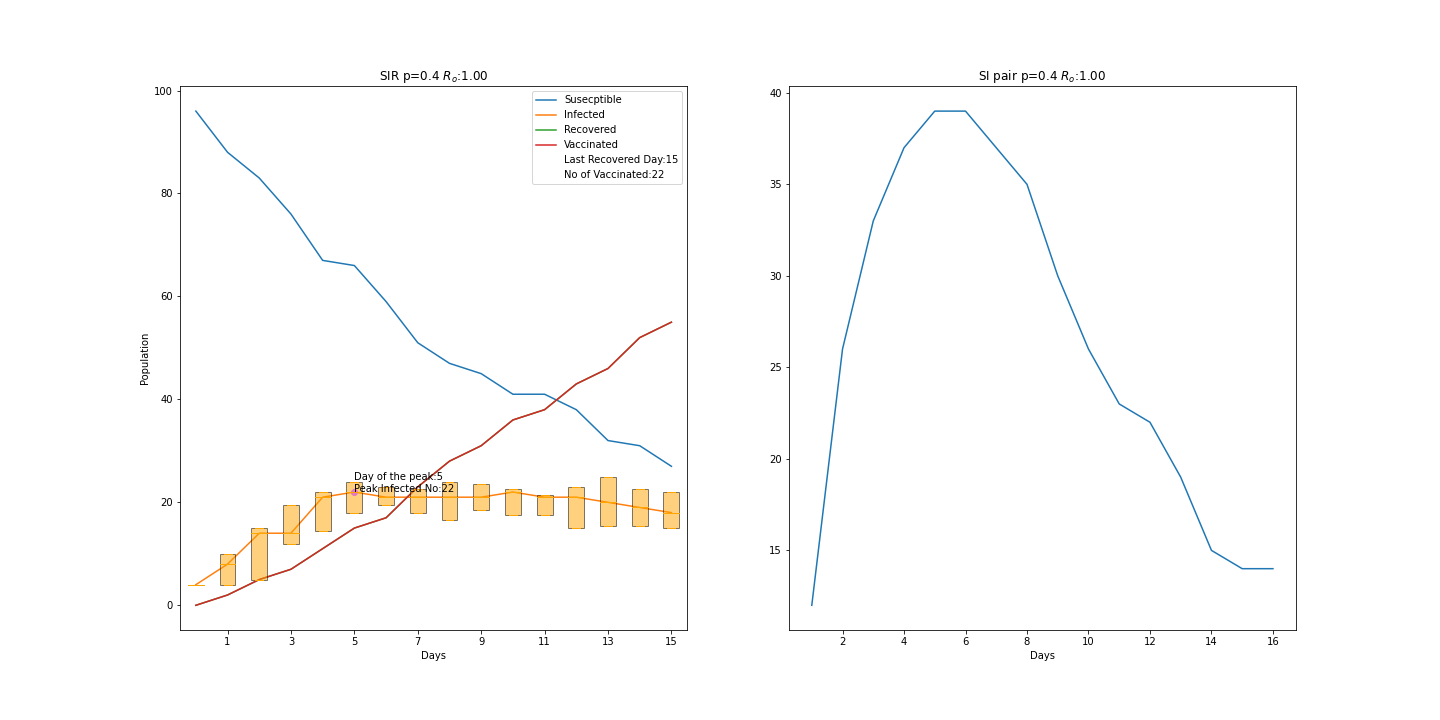 SIR p=0.4 Rₒ:1.00
100
80
60
40
20
0
Population
Susecptible
Infected
Recovered
Vaccinated
Last Recovered Day:15
No of Vaccinated:22
Day of the peak:5
Peak Infected No:22
1 3 5 7 9 11 13 15
Days
SI pair p=0.4 Rₒ:1.00
40
35
30
25
20
15
2 4 6 8 10 12 14 16
Days